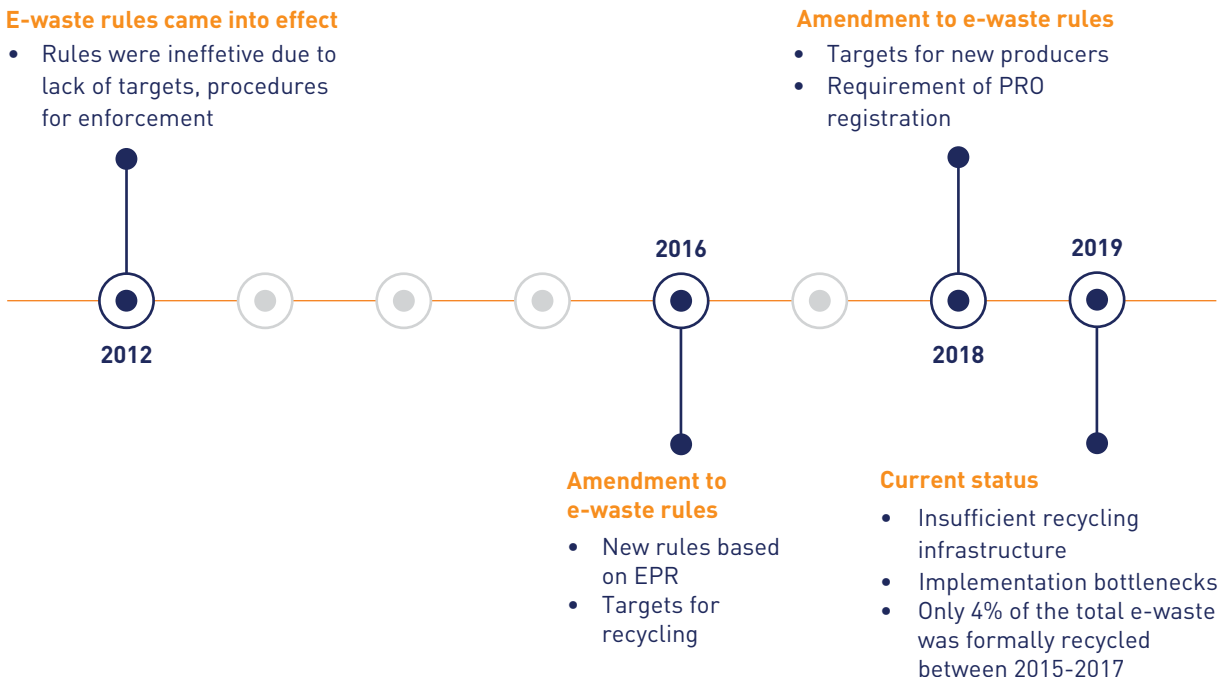 E-waste rules came into effect
• Rules were ineffetive due to
lack of targets, procedures
for enforcement
2012
2016
Amendment to
e-waste rules
• New rules based
on EPR
• Targets for
recycling
Amendment to e-waste rules
• Targets for new producers
• Requirement of PRO
registration
2018
2019
Current status
• Insufficient recycling
infrastructure
• Implementation bottlenecks
• Only 4% of the total e-waste
was formally recycled
between 2015-2017